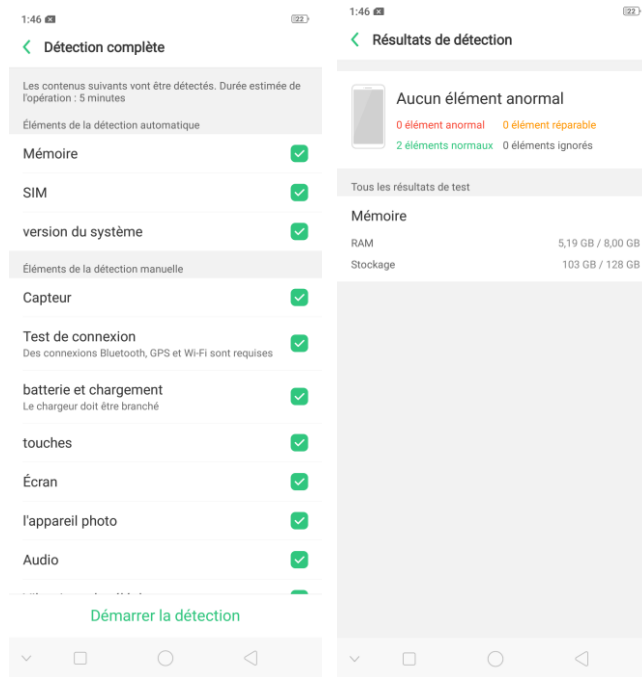 1:46
22
Détection complète
Les contenus suivants vont être détectés. Durée estimée de
l'opération : 5 minutes
Éléments de la détection automatique
Mémoire
SIM
version du système
Éléments de la détection manuelle
Capteur
Test de connexion
Des connexions Bluetooth, GPS et Wi-Fi sont requises
batterie et chargement
Le chargeur doit être branché
touches
Écran
l'appareil photo
Audio
Démarrer la détection
1:46
22
Résultats de détection
Aucun élément anormal
0 élément anormal 0 élément réparable
2 éléments normaux 0 éléments ignorés
Tous les résultats de test
Mémoire
RAM 5,19 GB / 8,00 GB
Stockage 103 GB / 128 GB